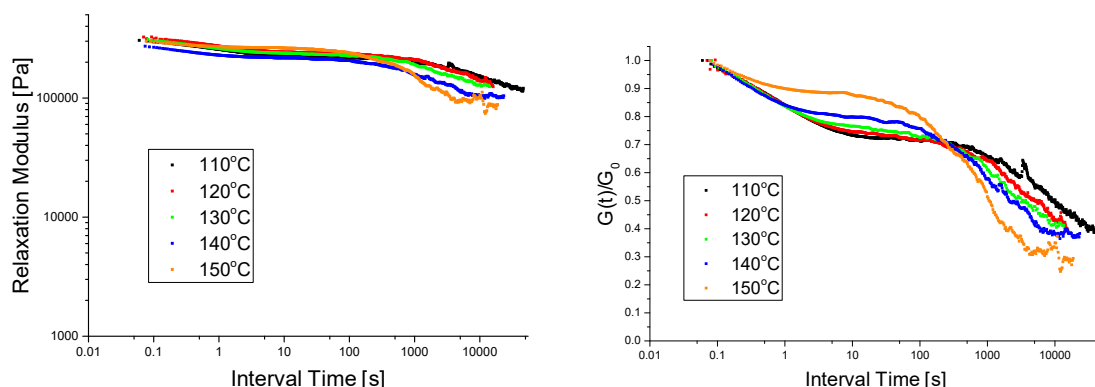 Relaxation Modulus [Pa]
100000
10000
1000
110°C
120°C
130°C
140°C
150°C
0.01 0.1 1 10 100 1000 10000
Interval Time [s]
G(t)/G₀
1.0
0.9
0.8
0.7
0.6
0.5
0.4
0.3
0.2
0.1
0.0
110°C
120°C
130°C
140°C
150°C
0.01 0.1 1 10 100 1000 10000
Interval Time [s]